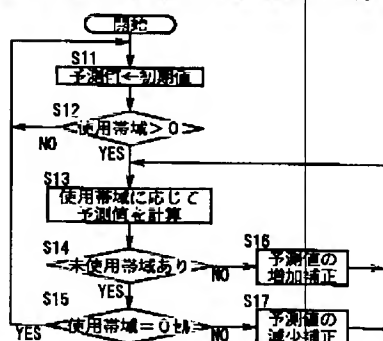 開始
S11
予測値←初期値
S12
使用帯域>0
NO
YES
S13
使用帯域に応じて
予測値を計算
S14
未使用帯域あり
NO
YES
S16
予測値の
増加補正
S15
使用帯域=0
YES
NO
S17
予測値の
減少補正